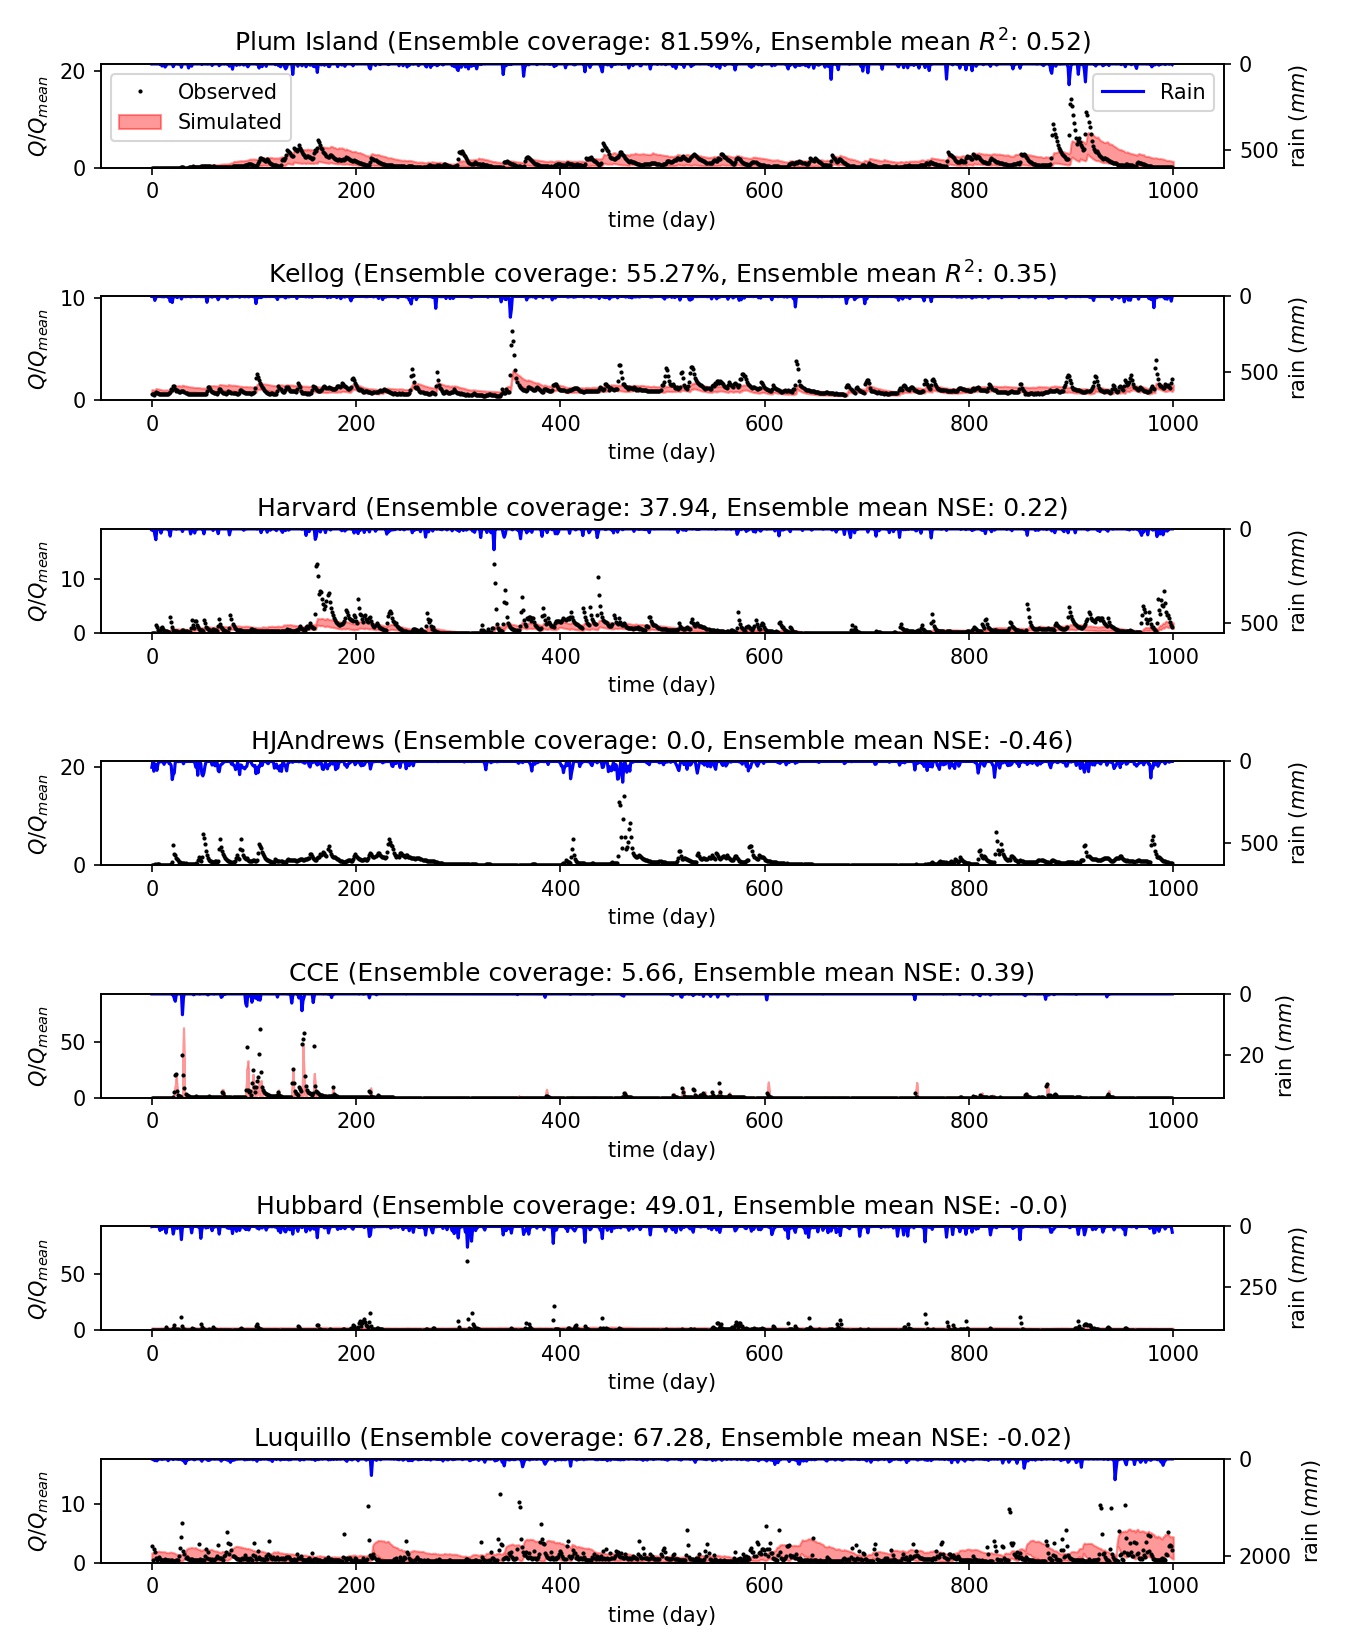 Plum Island (Ensemble coverage: 81.59%, Ensemble mean R²: 0.52)
Q/Q_mean
20
0
Observed
Simulated
Rain
0
500
rain (mm)
0 200 400 600 800 1000
time (day)
Kellog (Ensemble coverage: 55.27%, Ensemble mean R²: 0.35)
Q/Q_mean
10
0
0
500
rain (mm)
0 200 400 600 800 1000
time (day)
Harvard (Ensemble coverage: 37.94, Ensemble mean NSE: 0.22)
Q/Q_mean
10
0
0
500
rain (mm)
0 200 400 600 800 1000
time (day)
HJAndrews (Ensemble coverage: 0.0, Ensemble mean NSE: -0.46)
Q/Q_mean
20
0
0
500
rain (mm)
0 200 400 600 800 1000
time (day)
CCE (Ensemble coverage: 5.66, Ensemble mean NSE: 0.39)
Q/Q_mean
50
0
0
20
rain (mm)
0 200 400 600 800 1000
time (day)
Hubbard (Ensemble coverage: 49.01, Ensemble mean NSE: -0.0)
Q/Q_mean
50
0
0
250
rain (mm)
0 200 400 600 800 1000
time (day)
Luquillo (Ensemble coverage: 67.28, Ensemble mean NSE: -0.02)
Q/Q_mean
10
0
0
2000
rain (mm)
0 200 400 600 800 1000
time (day)